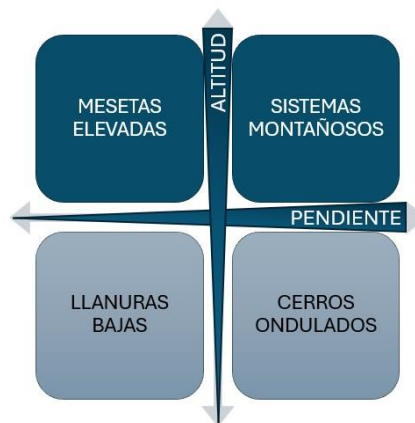 MESETAS
ELEVADAS
ALTITUD
SISTEMAS
MONTAÑOSOS
PENDIENTE
LLANURAS
BAJAS
CERROS
ONDULADOS